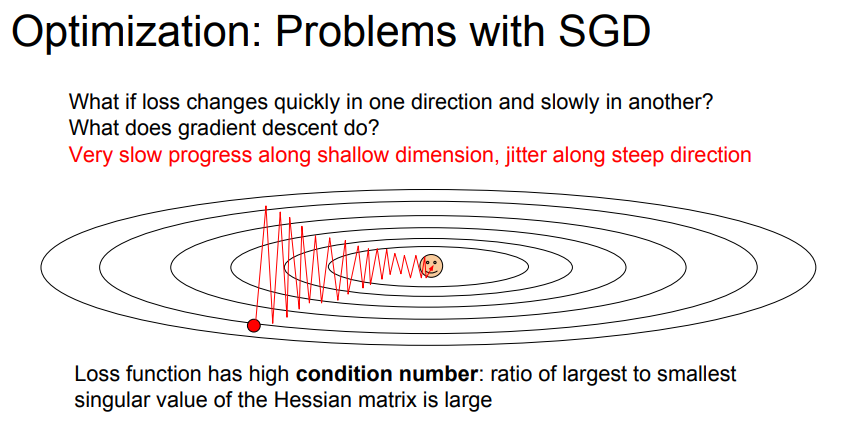 Optimization: Problems with SGD
What if loss changes quickly in one direction and slowly in another?
What does gradient descent do?
Very slow progress along shallow dimension, jitter along steep direction
Loss function has high condition number: ratio of largest to smallest
singular value of the Hessian matrix is large